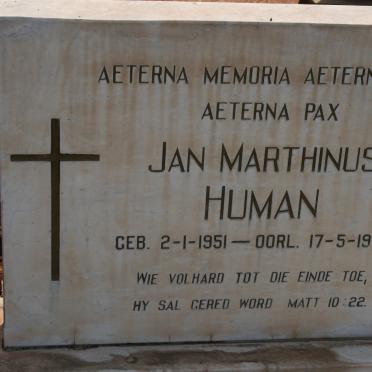 AETERNA MEMORIA AETERN
AETERNA PAX
JAN MARTHINUS
HUMAN
GEB. 2-1-1951 — OORL. 17-5-19
WIE VOLHARD TOT DIE EINDE TOE,
HY SAL GERED WORD MATT 10:22.